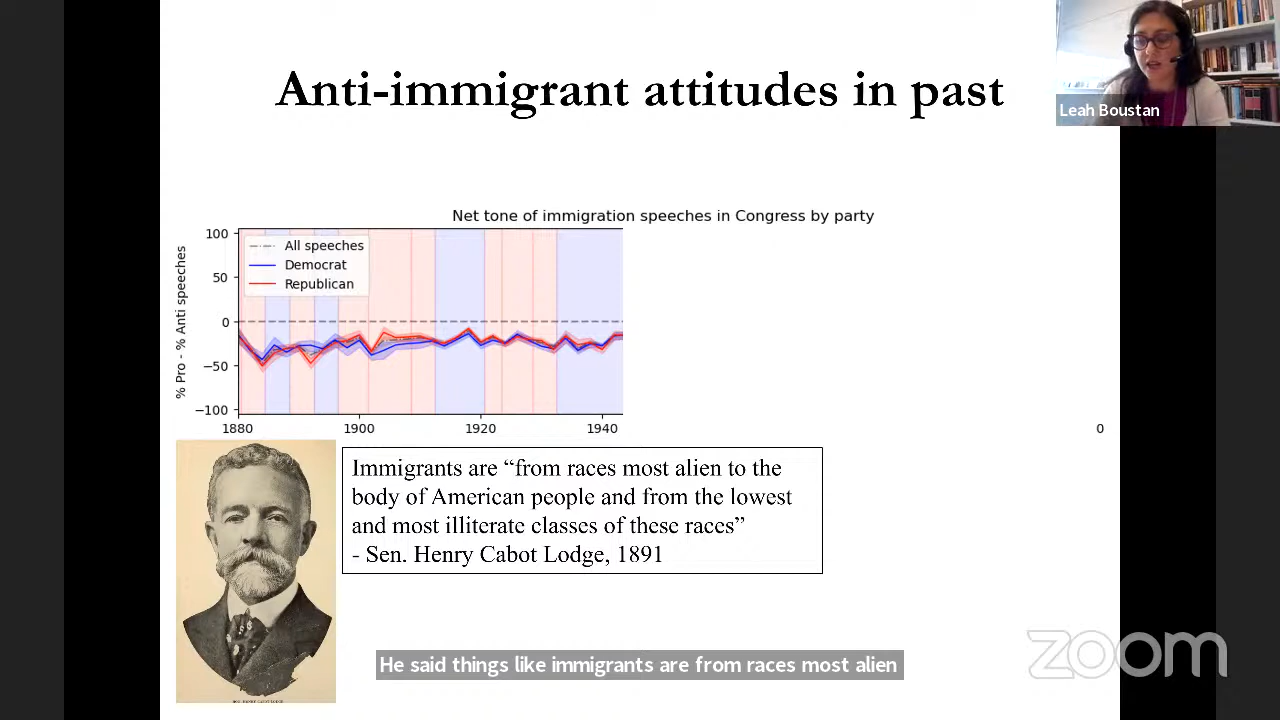 Anti-immigrant attitudes in past
Leah Boustan
Net tone of immigration speeches in Congress by party
% Pro - % Anti speeches
100
50
0
−50
−100
All speeches
Democrat
Republican
1880
1900
1920
1940
0
Immigrants are “from races most alien to the
body of American people and from the lowest
and most illiterate classes of these races”
- Sen. Henry Cabot Lodge, 1891
He said things like immigrants are from races most alien
zoom